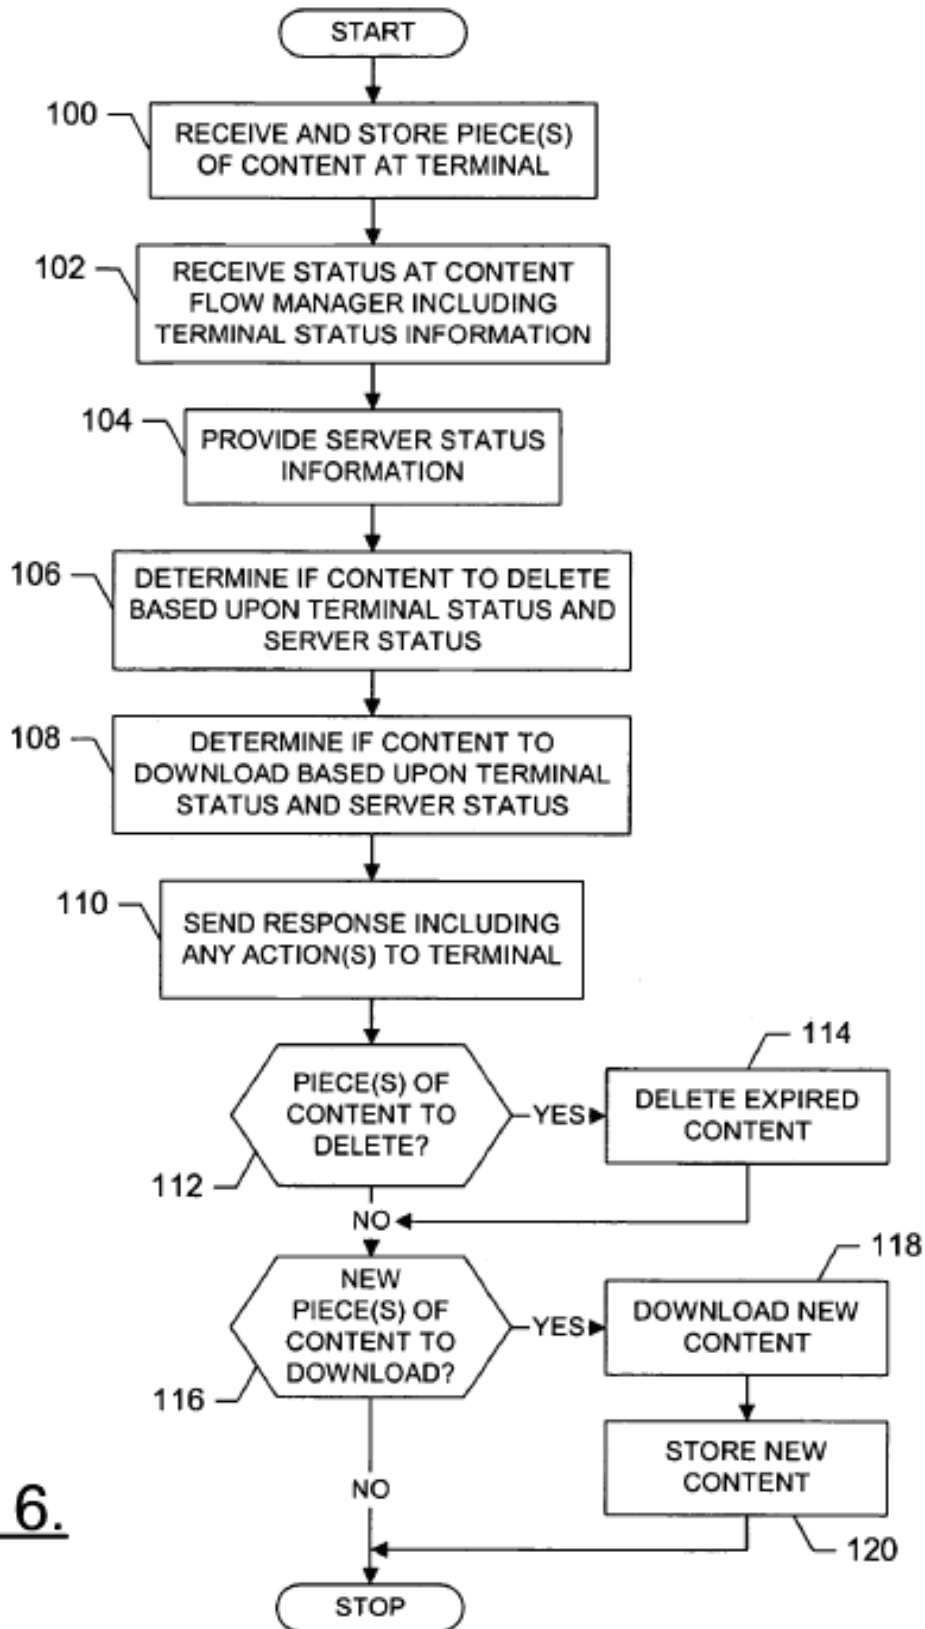 START
100
RECEIVE AND STORE PIECE(S)
OF CONTENT AT TERMINAL
102
RECEIVE STATUS AT CONTENT
FLOW MANAGER INCLUDING
TERMINAL STATUS INFORMATION
104
PROVIDE SERVER STATUS
INFORMATION
106
DETERMINE IF CONTENT TO DELETE
BASED UPON TERMINAL STATUS AND
SERVER STATUS
108
DETERMINE IF CONTENT TO
DOWNLOAD BASED UPON TERMINAL
STATUS AND SERVER STATUS
110
SEND RESPONSE INCLUDING
ANY ACTION(S) TO TERMINAL
PIECE(S) OF
CONTENT TO
DELETE?
112
YES
114
DELETE EXPIRED
CONTENT
NO
NEW
PIECE(S) OF
CONTENT TO
DOWNLOAD?
116
YES
118
DOWNLOAD NEW
CONTENT
STORE NEW
CONTENT
120
NO
6.
STOP